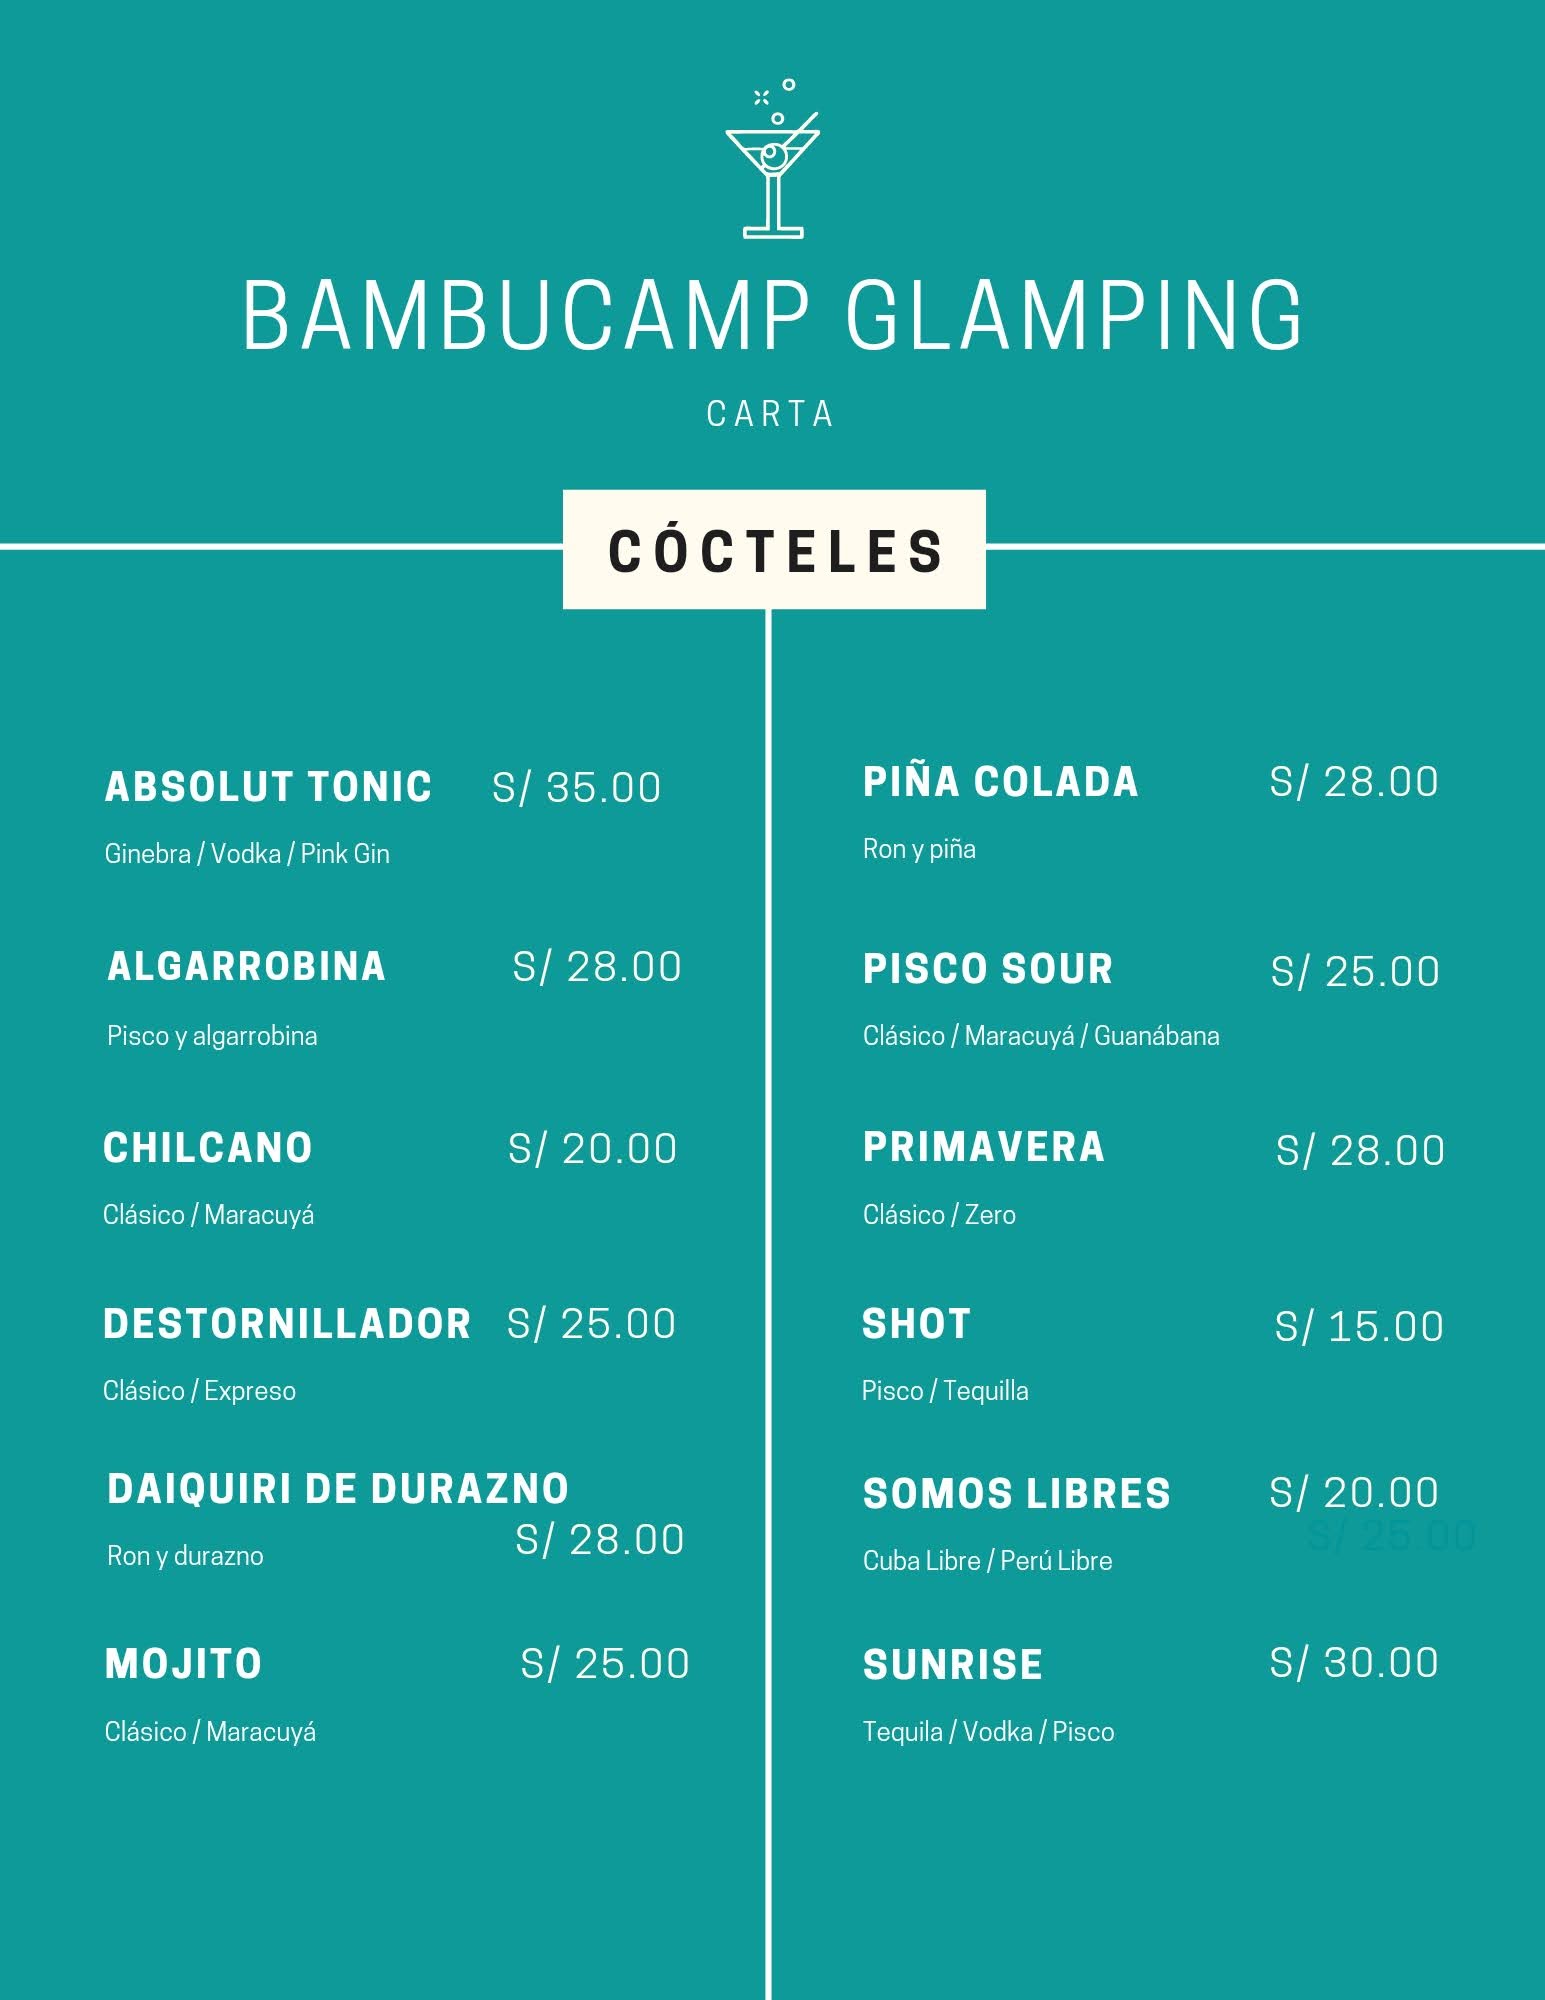 BAMBUCAMP GLAMPING
CARTA
CÓCTELES
ABSOLUT TONIC S/ 35.00
Ginebra / Vodka / Pink Gin
ALGARROBINA S/ 28.00
Pisco y algarrobina
CHILCANO S/ 20.00
Clásico / Maracuyá
DESTORNILLADOR S/ 25.00
Clásico / Expreso
DAIQUIRI DE DURAZNO
S/ 28.00
Ron y durazno
MOJITO S/ 25.00
Clásico / Maracuyá
PIÑA COLADA S/ 28.00
Ron y piña
PISCO SOUR S/ 25.00
Clásico / Maracuyá / Guanábana
PRIMAVERA S/ 28.00
Clásico / Zero
SHOT S/ 15.00
Pisco / Tequilla
SOMOS LIBRES S/ 20.00
S/ 25.00
Cuba Libre / Perú Libre
SUNRISE S/ 30.00
Tequila / Vodka / Pisco